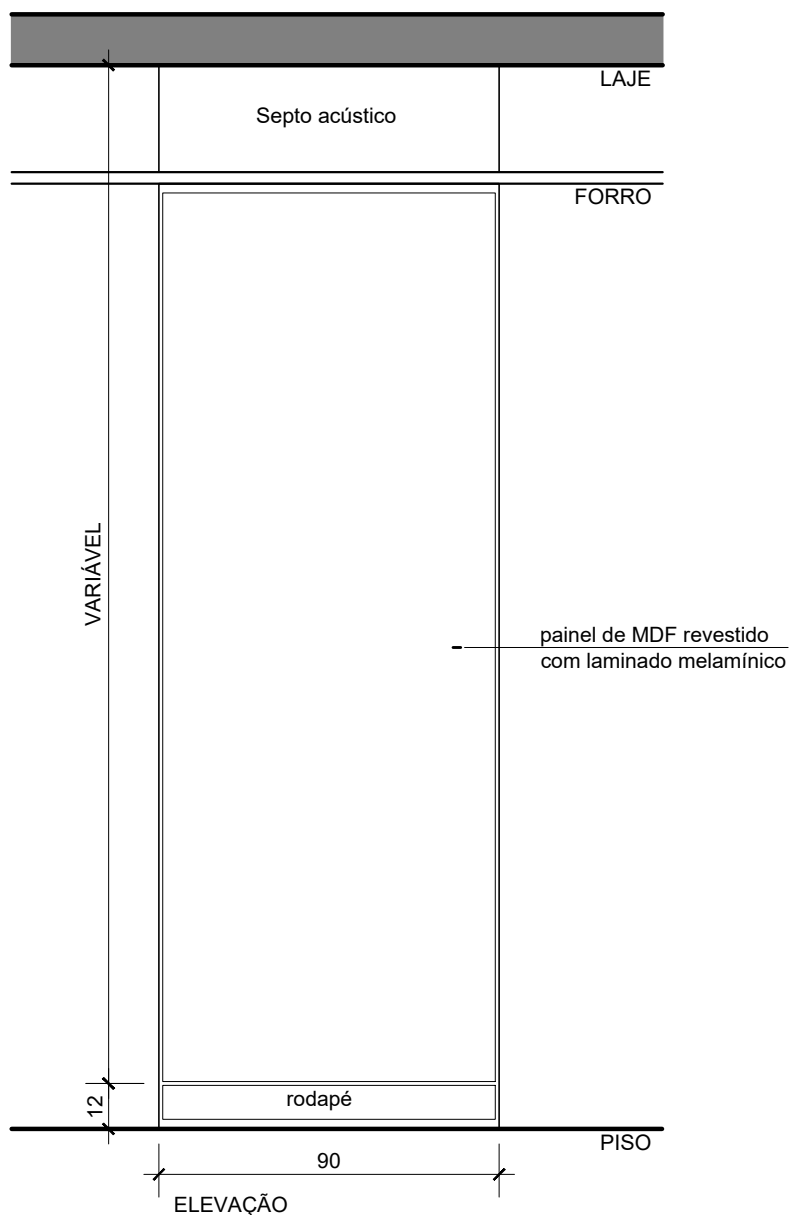 LAJE
Septo acústico
FORRO
VARIÁVEL
painel de MDF revestido
com laminado melamínico
12
rodapé
PISO
90
ELEVAÇÃO